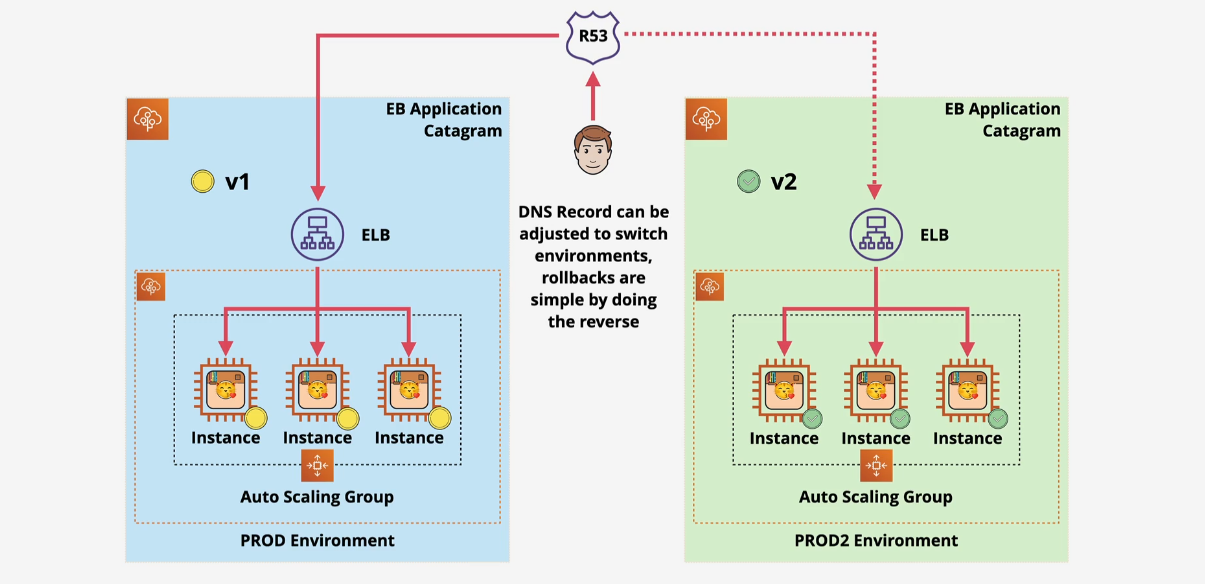 R53
EB Application
Catagram
v1
ELB
Instance
Instance
Instance
Auto Scaling Group
PROD Environment
DNS Record can be
adjusted to switch
environments,
rollbacks are
simple by doing
the reverse
EB Application
Catagram
v2
ELB
Instance
Instance
Instance
Auto Scaling Group
PROD2 Environment